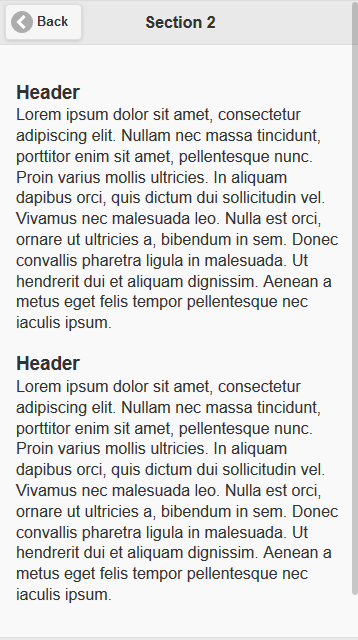 Back
Section 2
Header
Lorem ipsum dolor sit amet, consectetur
adipiscing elit. Nullam nec massa tincidunt,
porttitor enim sit amet, pellentesque nunc.
Proin varius mollis ultricies. In aliquam
dapibus orci, quis dictum dui sollicitudin vel.
Vivamus nec malesuada leo. Nulla est orci,
ornare ut ultricies a, bibendum in sem. Donec
convallis pharetra ligula in malesuada. Ut
hendrerit dui et aliquam dignissim. Aenean a
metus eget felis tempor pellentesque nec
iaculis ipsum.
Header
Lorem ipsum dolor sit amet, consectetur
adipiscing elit. Nullam nec massa tincidunt,
porttitor enim sit amet, pellentesque nunc.
Proin varius mollis ultricies. In aliquam
dapibus orci, quis dictum dui sollicitudin vel.
Vivamus nec malesuada leo. Nulla est orci,
ornare ut ultricies a, bibendum in sem. Donec
convallis pharetra ligula in malesuada. Ut
hendrerit dui et aliquam dignissim. Aenean a
metus eget felis tempor pellentesque nec
iaculis ipsum.